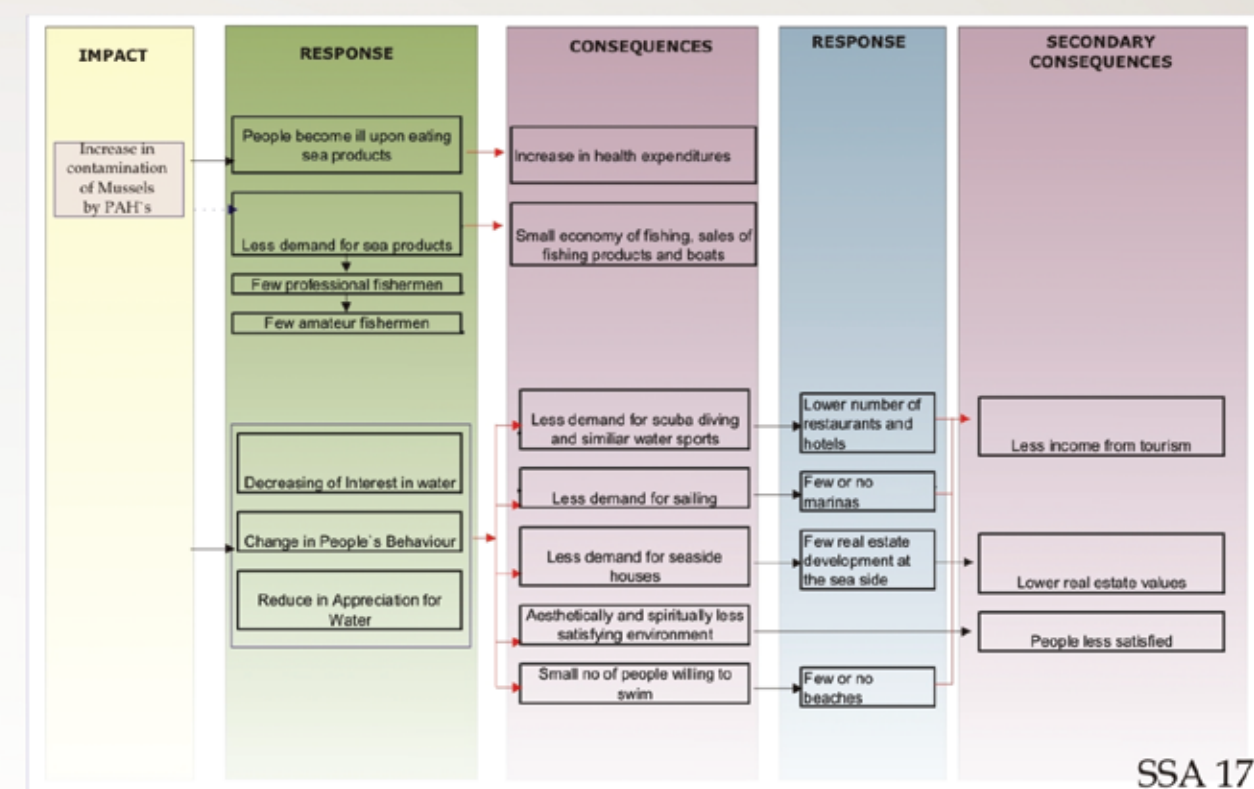 IMPACT
RESPONSE
CONSEQUENCES
RESPONSE
SECONDARY
CONSEQUENCES
Increase in
contamination
of Mussels
by PAH`s
People become ill upon eating
sea products
Less demand for sea products
Few professional fishermen
Few amateur fishermen
Decreasing of Interest in water
Change in People`s Behaviour
Reduce in Appreciation for
Water
Increase in health expenditures
Small economy of fishing, sales of
fishing products and boats
Less demand for scuba diving
and similiar water sports
Less demand for sailing
Less demand for seaside
houses
Aesthetically and spiritually less
satisfying environment
Small no of people willing to
swim
Lower number of
restaurants and
hotels
Few or no
marinas
Few real estate
development at
the sea side
Few or no
beaches
Less income from tourism
Lower real estate values
People less satisfied
SSA 17